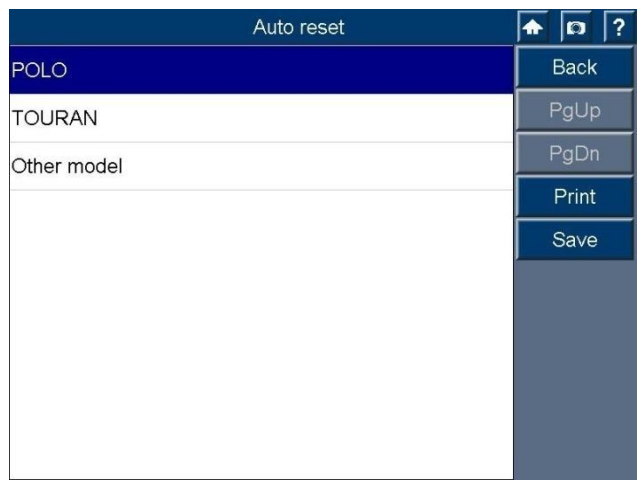 Auto reset
?
POLO
TOURAN
Other model
Back
PgUp
PgDn
Print
Save